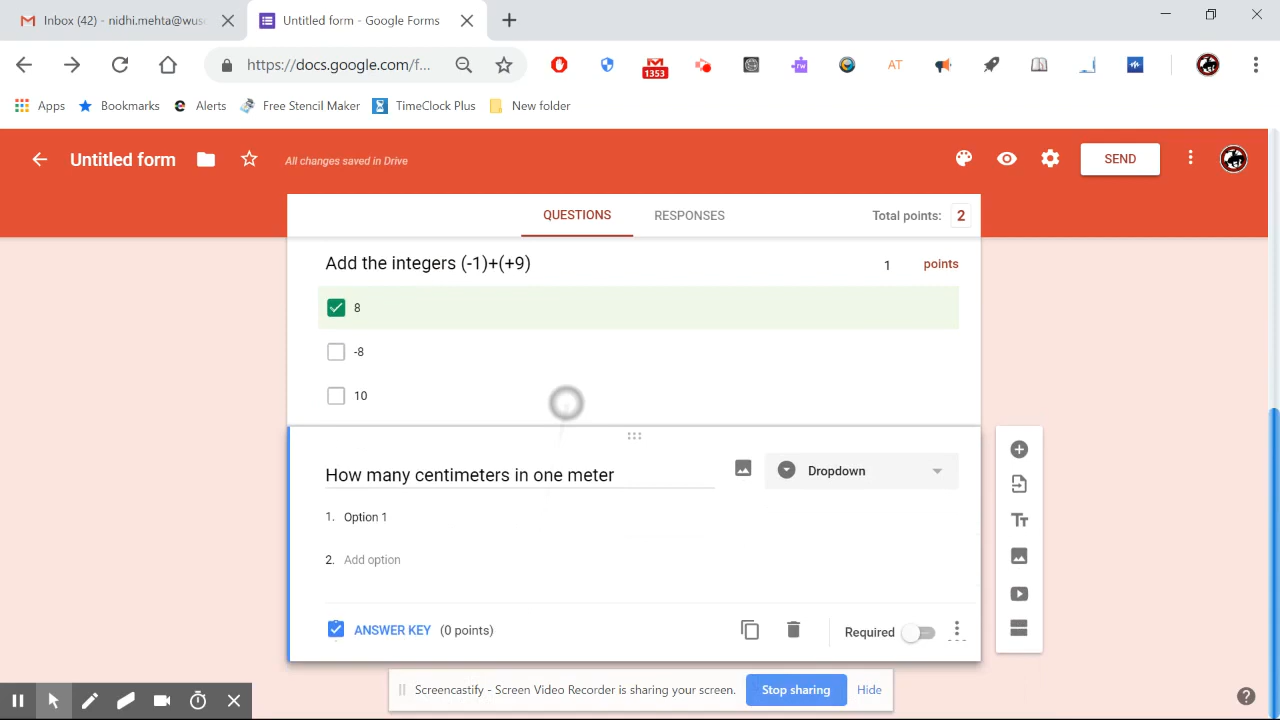 Inbox (42) - nidhi.mehta@wus
Untitled form - Google Forms
https://docs.google.com/f...
1353
rw
AT
Apps
Bookmarks
Alerts
Free Stencil Maker
TimeClock Plus
New folder
Untitled form
All changes saved in Drive
SEND
QUESTIONS
RESPONSES
Total points: 2
Add the integers (-1)+(+9)
1 points
8
-8
10
How many centimeters in one meter
Dropdown
1. Option 1
2. Add option
ANSWER KEY (0 points)
Required
Tт
Screencastify - Screen Video Recorder is sharing your screen.
Stop sharing
Hide